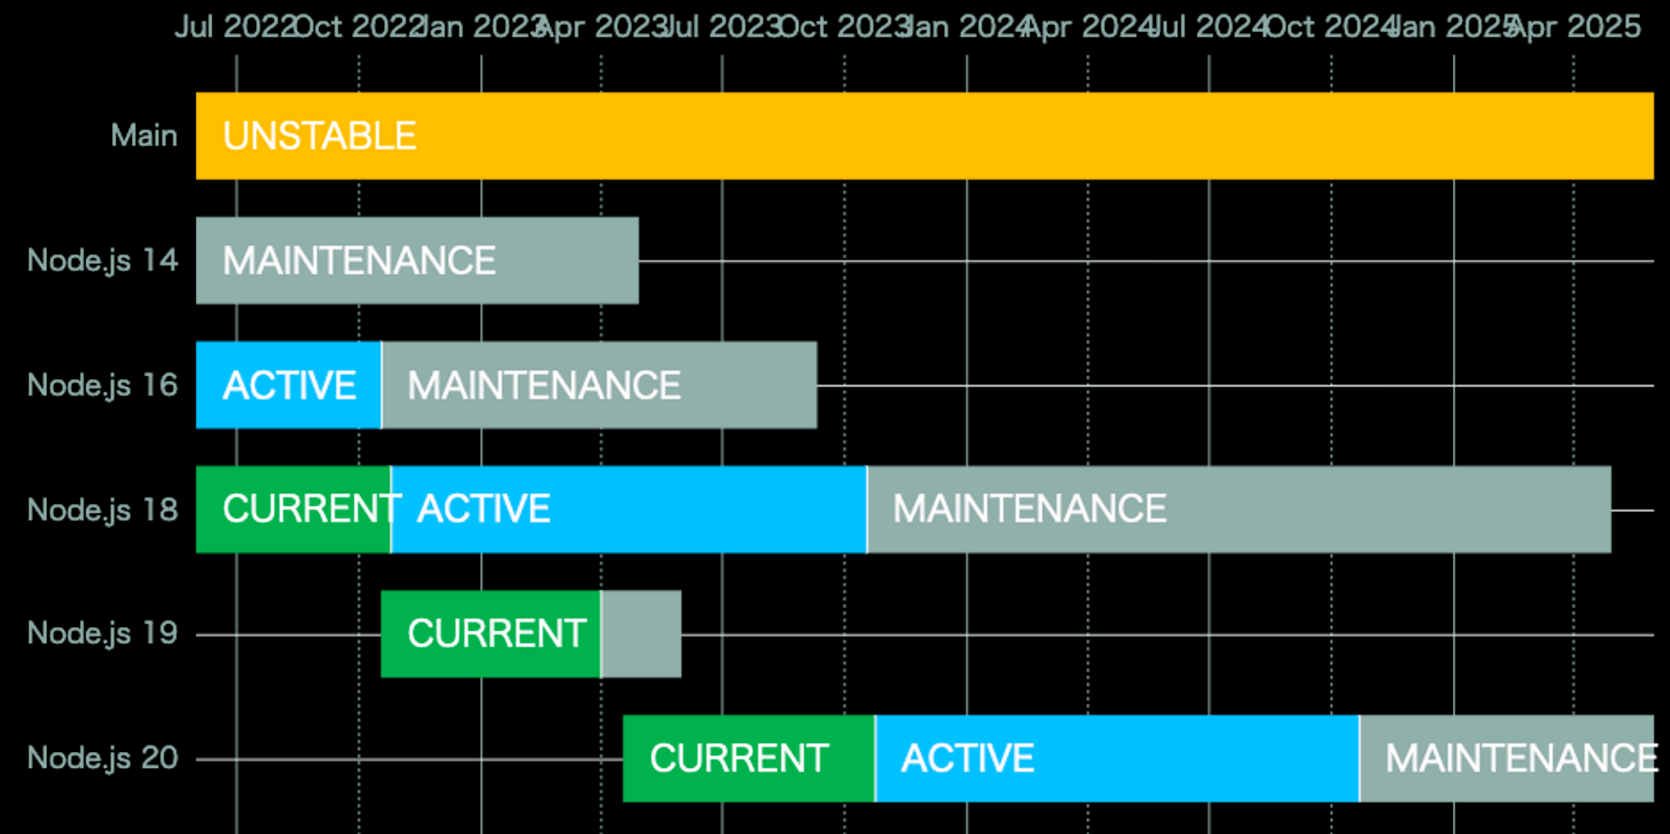 Jul 2022 Oct 2022 Jan 2023 Apr 2023 Jul 2023 Oct 2023 Jan 2024 Apr 2024 Jul 2024 Oct 2024 Jan 2025 Apr 2025
Main UNSTABLE
Node.js 14 MAINTENANCE
Node.js 16 ACTIVE MAINTENANCE
Node.js 18 CURRENT ACTIVE MAINTENANCE
Node.js 19 CURRENT
Node.js 20 CURRENT ACTIVE MAINTENANCE